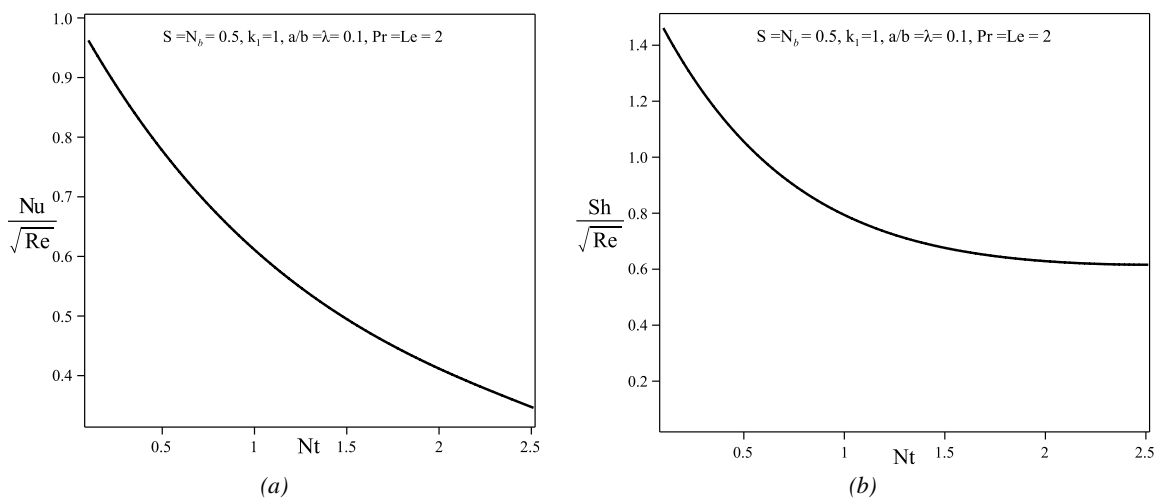 S =N_b = 0.5, k_1=1, a/b =λ= 0.1, Pr =Le = 2
1.0
0.9
0.8
0.7
0.6
0.5
0.4
Nu
√Re
0.5
1
1.5
2
2.5
Nt
(a)
S =N_b = 0.5, k_1=1, a/b =λ= 0.1, Pr =Le = 2
1.4
1.2
1.0
0.8
0.6
0.4
0.2
Sh
√Re
0.5
1
1.5
2
2.5
Nt
(b)